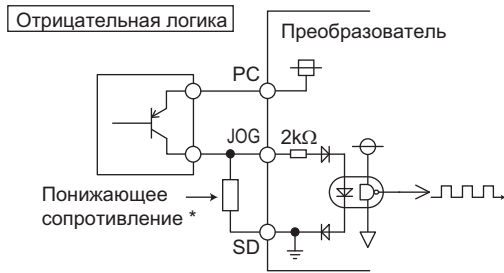 Отрицательная логика
Преобразователь
PC
JOG
2kΩ
Понижающее
сопротивление *
SD